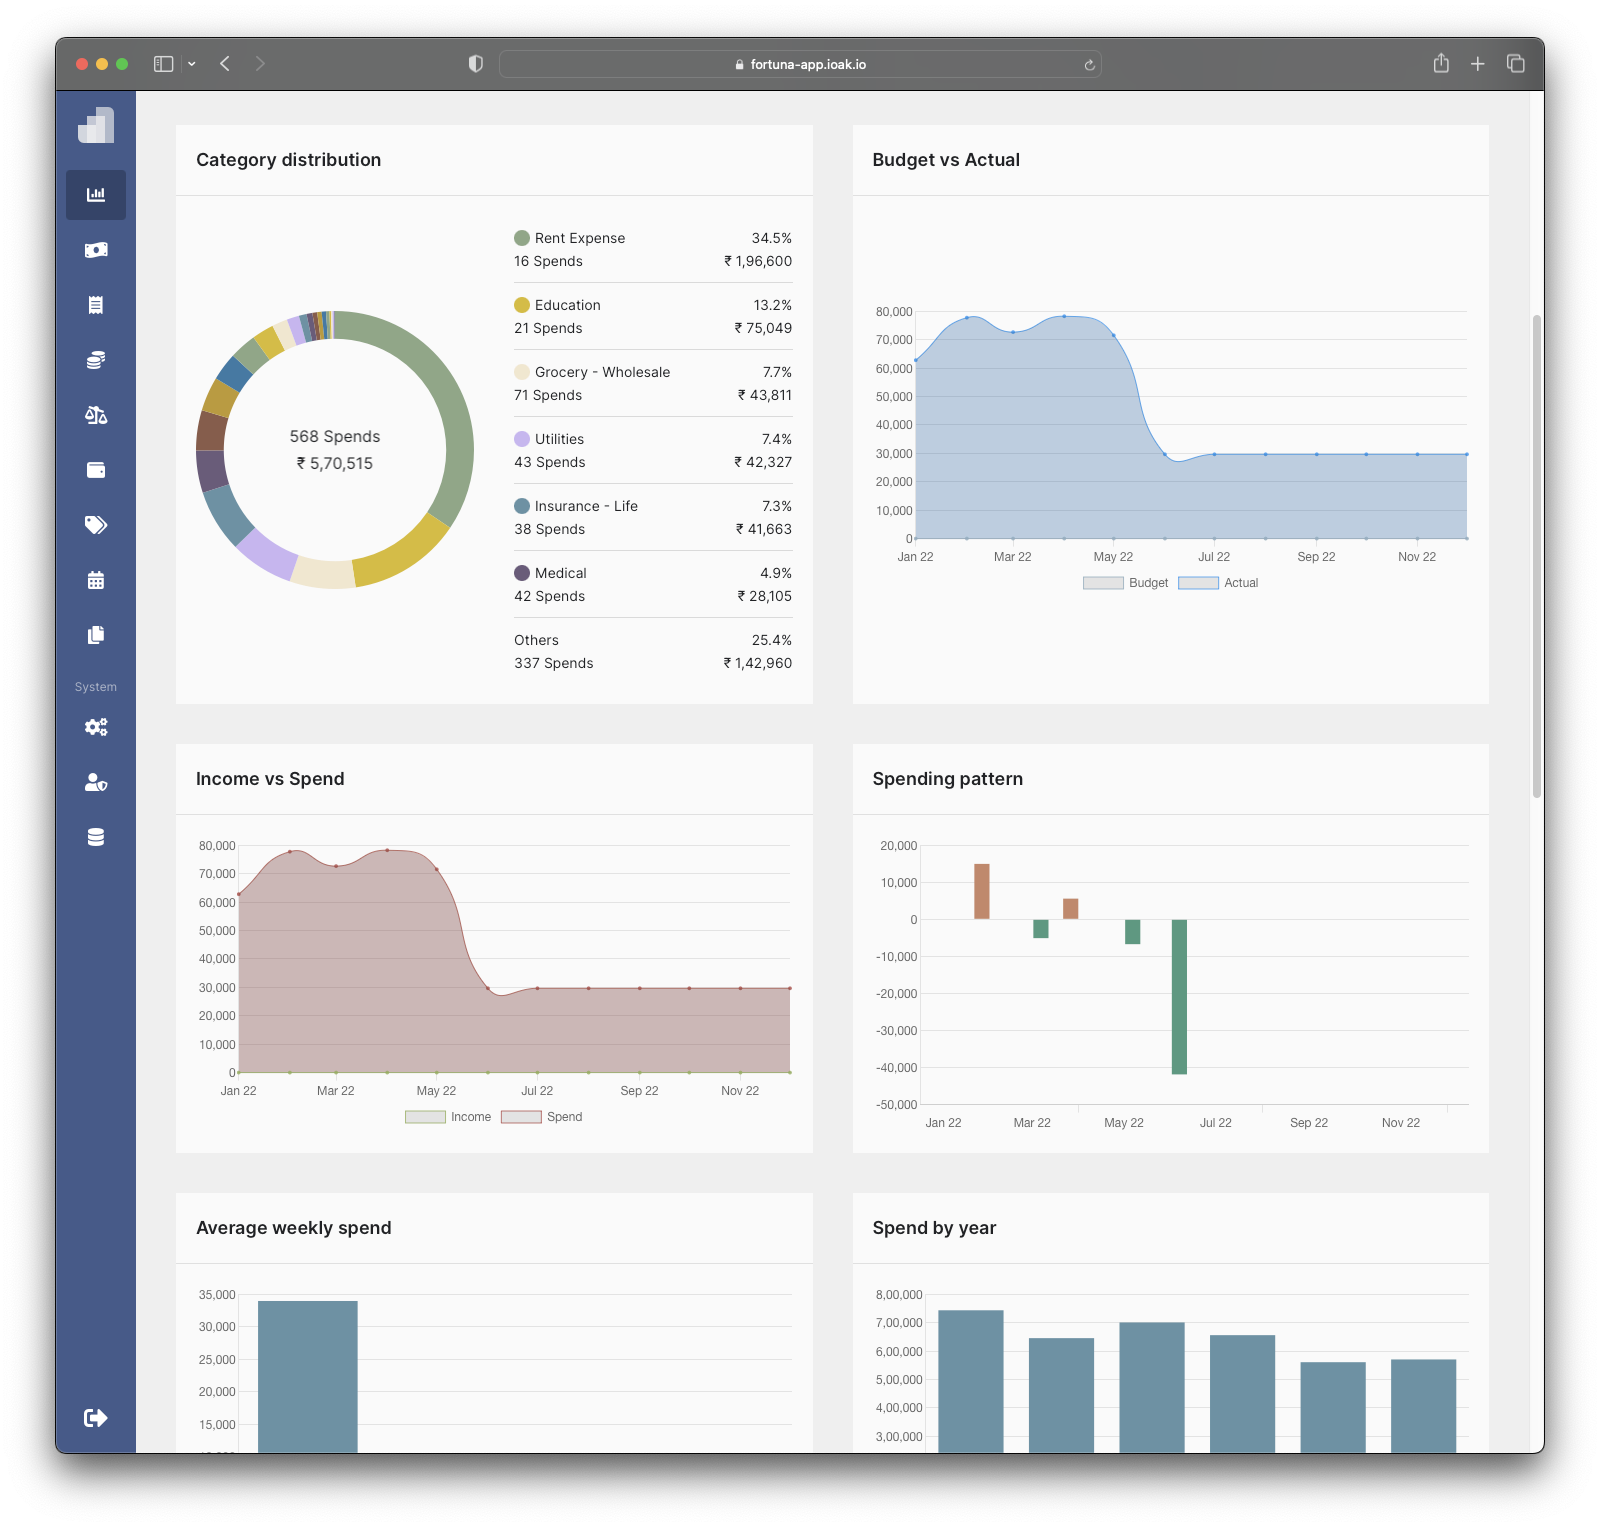 fortuna-app.ioak.io
System
Category distribution
568 Spends
₹ 5,70,515
Rent Expense 34.5%
16 Spends ₹ 1,96,600
Education 13.2%
21 Spends ₹ 75,049
Grocery - Wholesale 7.7%
71 Spends ₹ 43,811
Utilities 7.4%
43 Spends ₹ 42,327
Insurance - Life 7.3%
38 Spends ₹ 41,663
Medical 4.9%
42 Spends ₹ 28,105
Others 25.4%
337 Spends ₹ 1,42,960
Budget vs Actual
80,000
70,000
60,000
50,000
40,000
30,000
20,000
10,000
0
Jan 22 Mar 22 May 22 Jul 22 Sep 22 Nov 22
Budget Actual
Income vs Spend
80,000
70,000
60,000
50,000
40,000
30,000
20,000
10,000
0
Jan 22 Mar 22 May 22 Jul 22 Sep 22 Nov 22
Income Spend
Spending pattern
20,000
10,000
0
-10,000
-20,000
-30,000
-40,000
-50,000
Jan 22 Mar 22 May 22 Jul 22 Sep 22 Nov 22
Average weekly spend
35,000
30,000
25,000
20,000
15,000
Spend by year
8,00,000
7,00,000
6,00,000
5,00,000
4,00,000
3,00,000